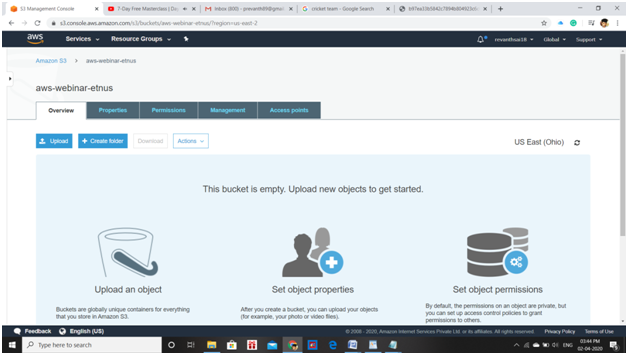 S3 Management Console
7-Day Free Masterclass | Du
Inbox (800) - prevanth89@gmai
cricket team - Google Search
s3.console.aws.amazon.com/s3/buckets/aws-webinar-etnus/?region=us-east-2
aws
Services
Resource Groups
revanthsai18
Global
Support
Amazon S3 > aws-webinar-etnus
aws-webinar-etnus
Overview
Properties
Permissions
Management
Access points
Upload
+ Create folder
Download
Actions
US East (Ohio)
This bucket is empty. Upload new objects to get started.
Upload an object
Set object properties
Set object permissions
Buckets are globally unique containers for everything
that you store in Amazon S3.
After you create a bucket, you can upload your objects
(for example, your photo or video files).
By default, the permissions on an object are private, but
you can set up access control policies to grant
permissions to others.
Feedback
English (US)
© 2008 - 2020, Amazon Internet Services Private Ltd. or its affiliates. All rights reserved.
Privacy Policy
Terms of Use
Type here to search
ENG
03:44 PM
02-04-2020